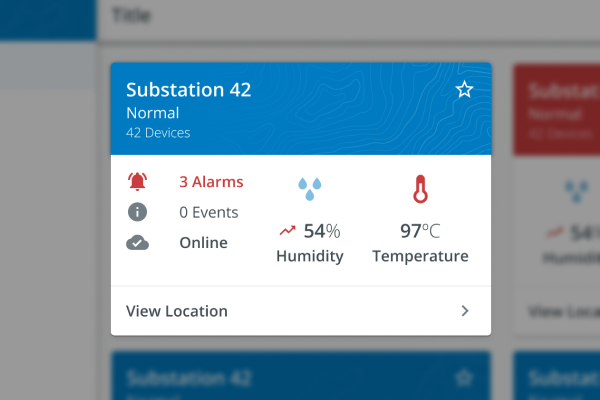 Title
Substation 42
Normal
42 Devices
3 Alarms
0 Events
Online
54%
Humidity
97°C
Temperature
View Location
Substat
Normal
42 Devices
54
Humidi
View Loca
Substation 42
Substat